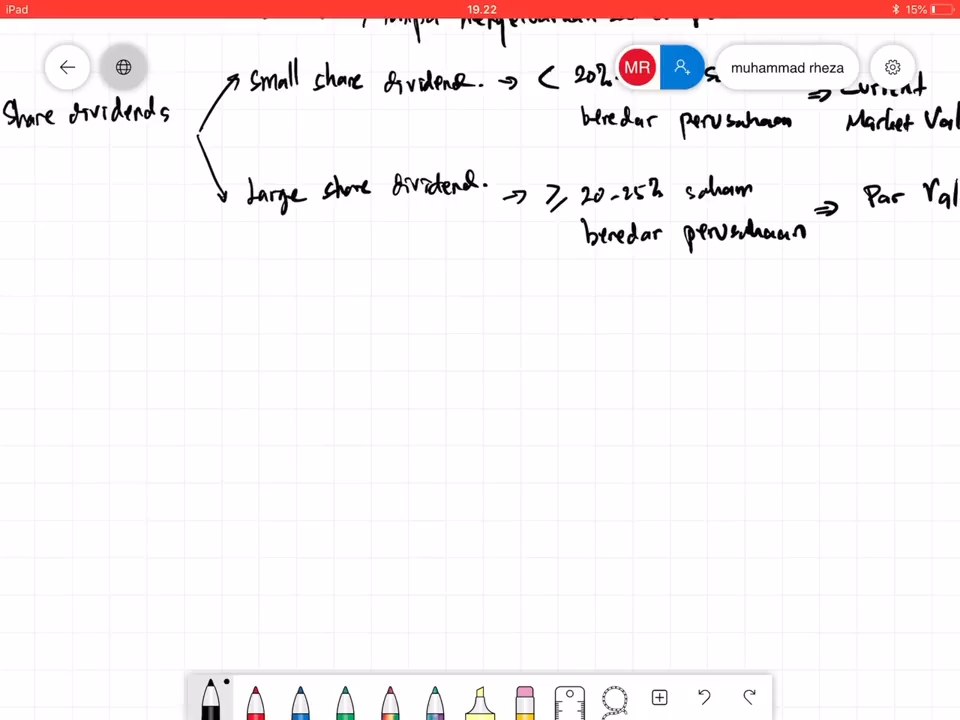 iPad 19.22 15%
Small share dividend. → < 20%
MR muhammad rheza
Share dividends
beredar perusahaan
⇒ Current
Market Val
Large share dividend. → ≥ 20-25% saham
beredar perusahaan
⇒ Par Val